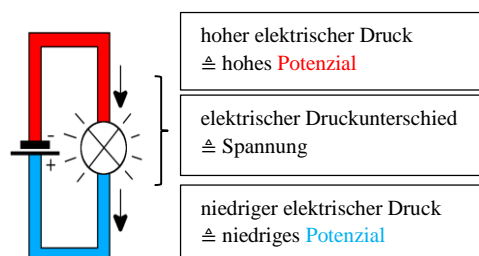 hoher elektrischer Druck
≙ hohes Potenzial
elektrischer Druckunterschied
≙ Spannung
niedriger elektrischer Druck
≙ niedriges Potenzial
-
+